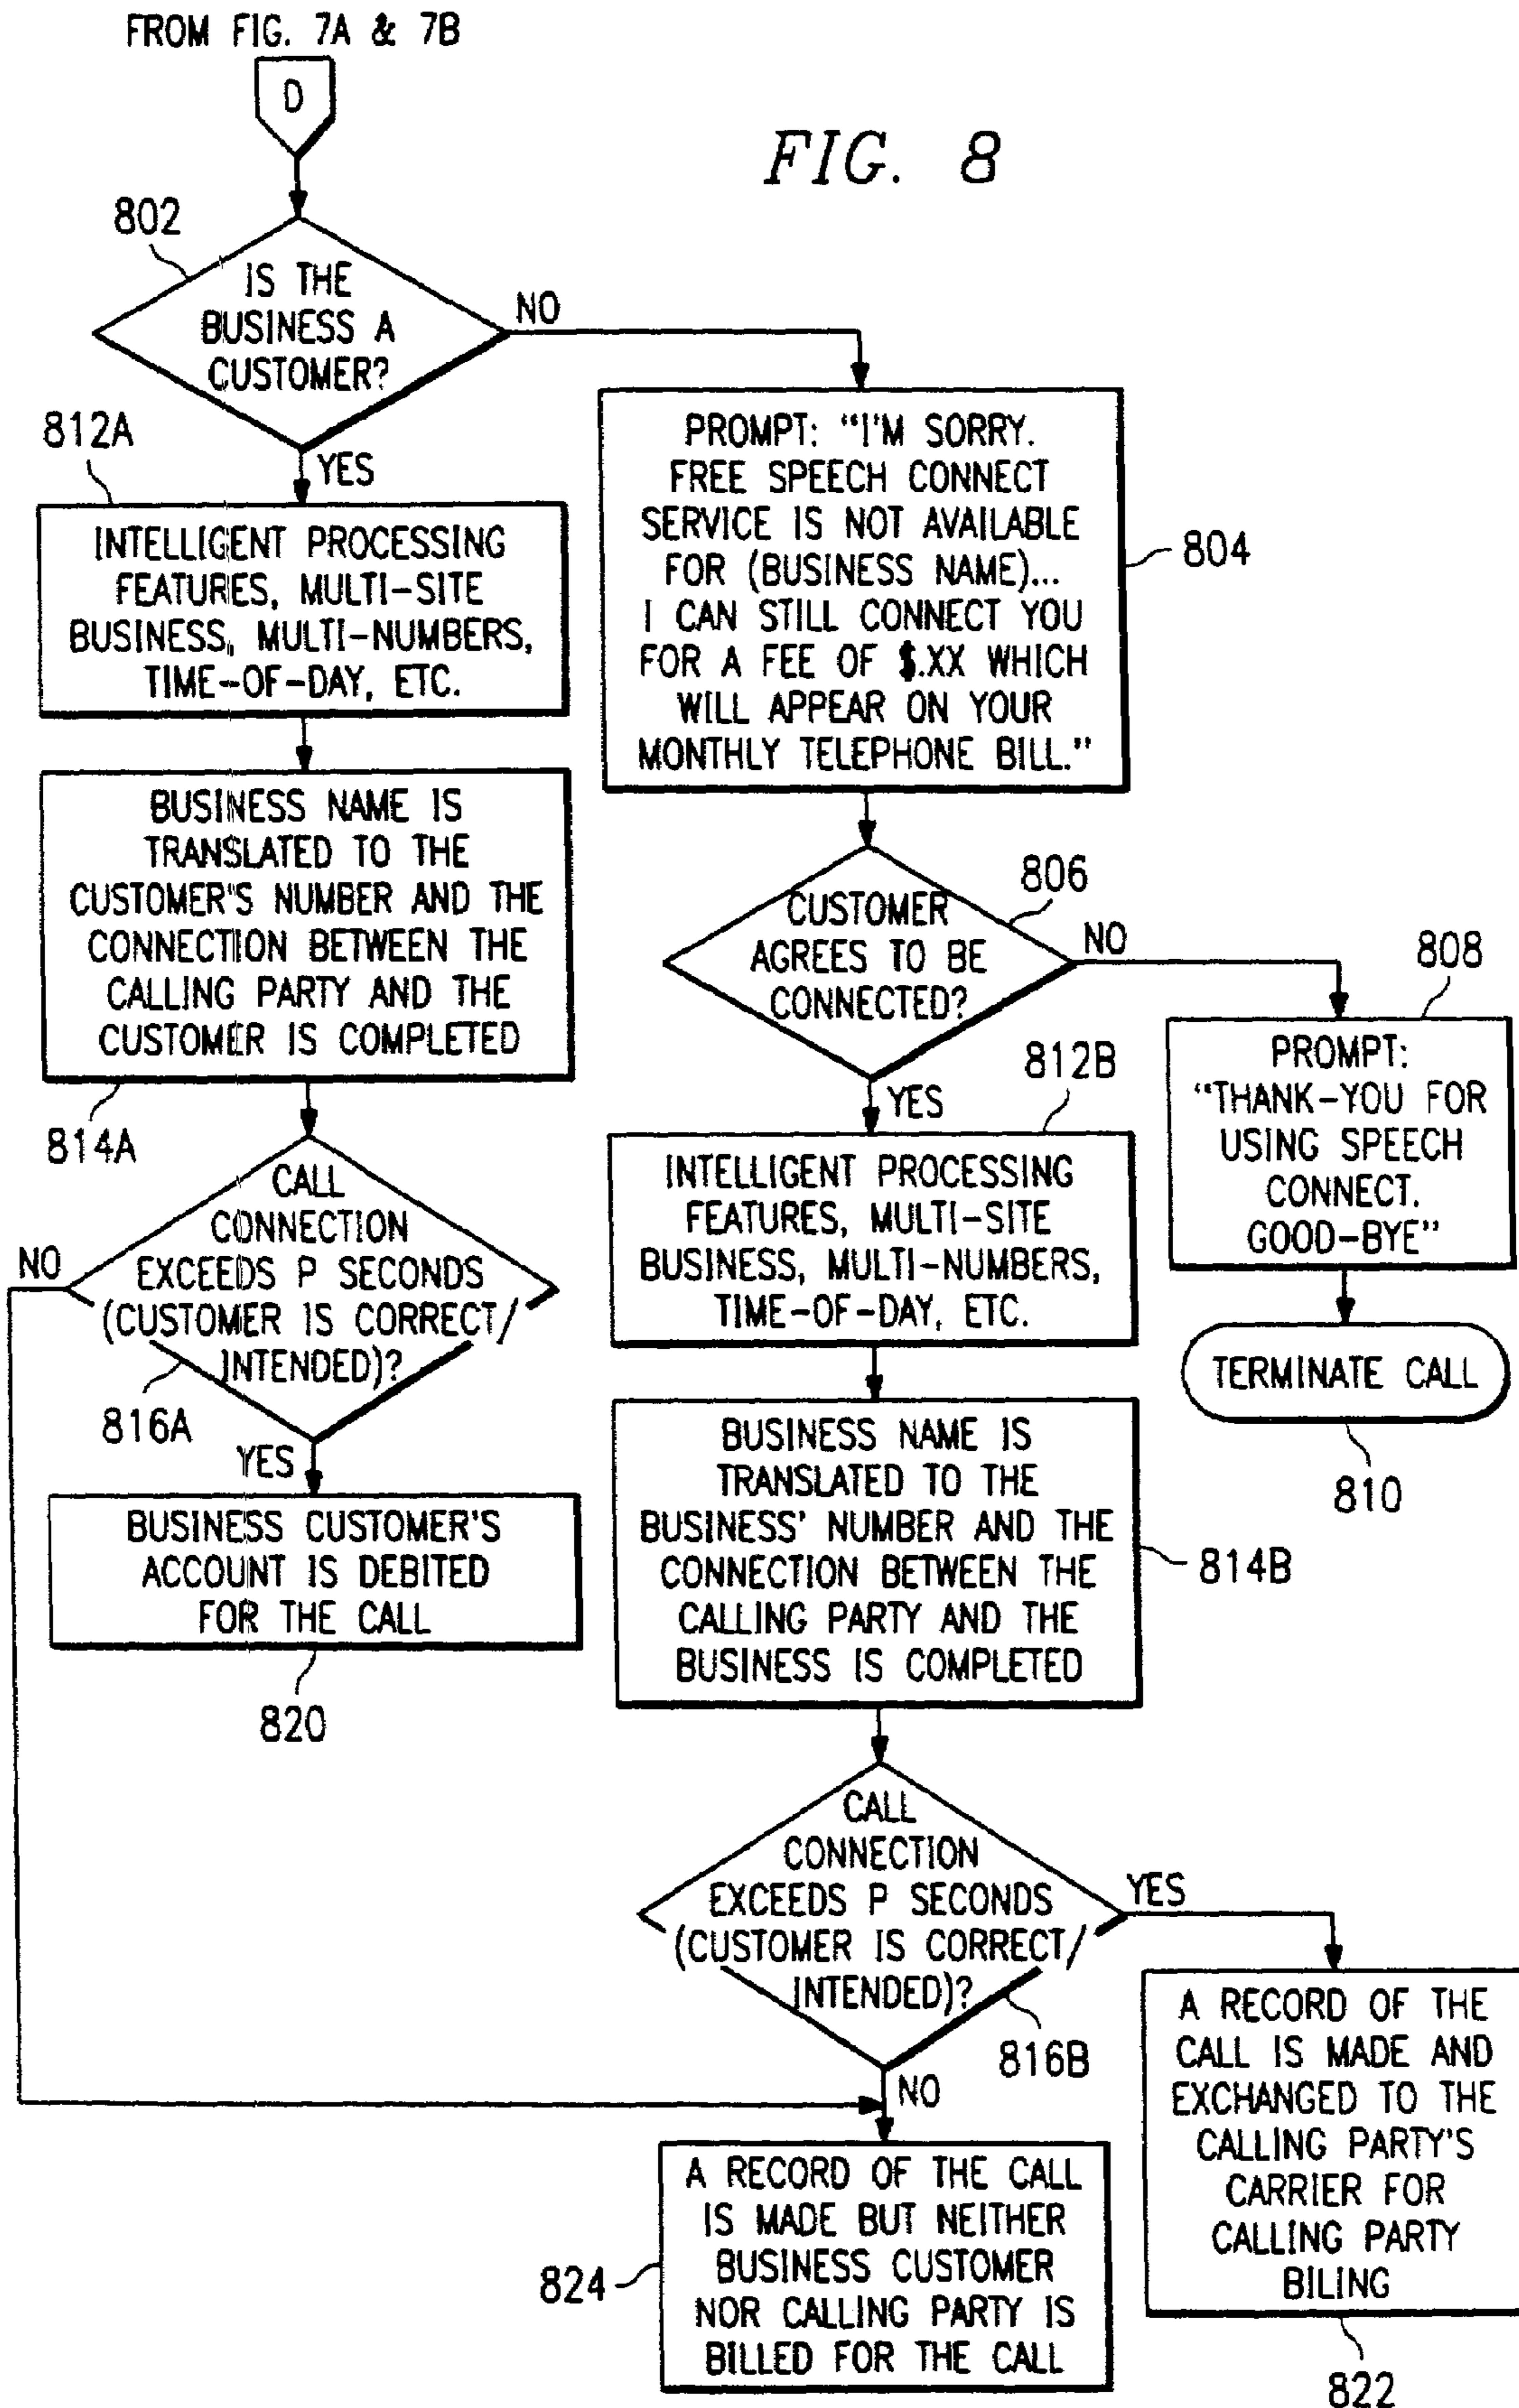 FROM FIG. 7A & 7B
D
FIG. 8
802
IS THE
BUSINESS A
CUSTOMER?
NO
YES
812A
INTELLIGENT PROCESSING
FEATURES, MULTI-SITE
BUSINESS, MULTI-NUMBERS,
TIME-OF-DAY, ETC.
BUSINESS NAME IS
TRANSLATED TO THE
CUSTOMER'S NUMBER AND THE
CONNECTION BETWEEN THE
CALLING PARTY AND THE
CUSTOMER IS COMPLETED
814A
CALL
CONNECTION
EXCEEDS P SECONDS
(CUSTOMER IS CORRECT/
INTENDED)?
NO
816A
YES
BUSINESS CUSTOMER'S
ACCOUNT IS DEBITED
FOR THE CALL
820
PROMPT: "I'M SORRY.
FREE SPEECH CONNECT
SERVICE IS NOT AVAILABLE
FOR (BUSINESS NAME)...
I CAN STILL CONNECT YOU
FOR A FEE OF $.XX WHICH
WILL APPEAR ON YOUR
MONTHLY TELEPHONE BILL."
804
CUSTOMER
AGREES TO BE
CONNECTED?
806
NO
YES
808
PROMPT:
"THANK-YOU FOR
USING SPEECH
CONNECT.
GOOD-BYE"
TERMINATE CALL
810
812B
INTELLIGENT PROCESSING
FEATURES, MULTI-SITE
BUSINESS, MULTI-NUMBERS,
TIME-OF-DAY, ETC.
BUSINESS NAME IS
TRANSLATED TO THE
BUSINESS' NUMBER AND THE
CONNECTION BETWEEN THE
CALLING PARTY AND THE
BUSINESS IS COMPLETED
814B
CALL
CONNECTION
EXCEEDS P SECONDS
(CUSTOMER IS CORRECT/
INTENDED)?
YES
816B
NO
A RECORD OF THE
CALL IS MADE AND
EXCHANGED TO THE
CALLING PARTY'S
CARRIER FOR
CALLING PARTY
BILING
822
A RECORD OF THE CALL
IS MADE BUT NEITHER
BUSINESS CUSTOMER
NOR CALLING PARTY IS
BILLED FOR THE CALL
824